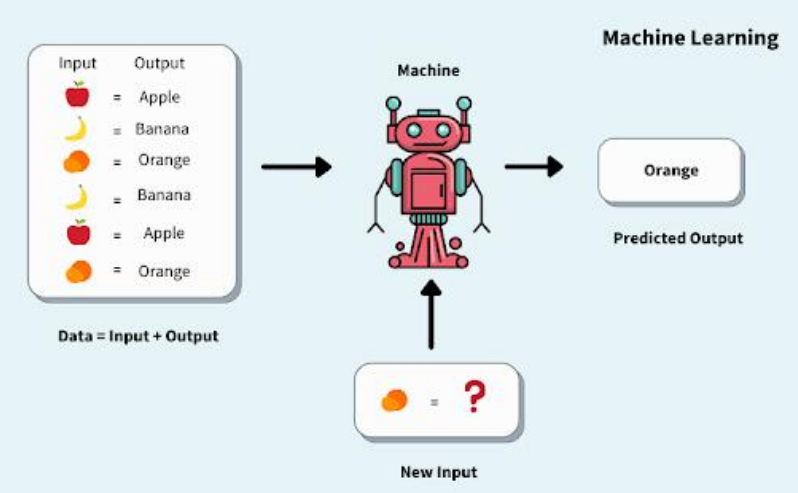 Machine Learning
Input Output
= Apple
= Banana
= Orange
= Banana
= Apple
= Orange
Data = Input + Output
Machine
Orange
Predicted Output
= ?
New Input